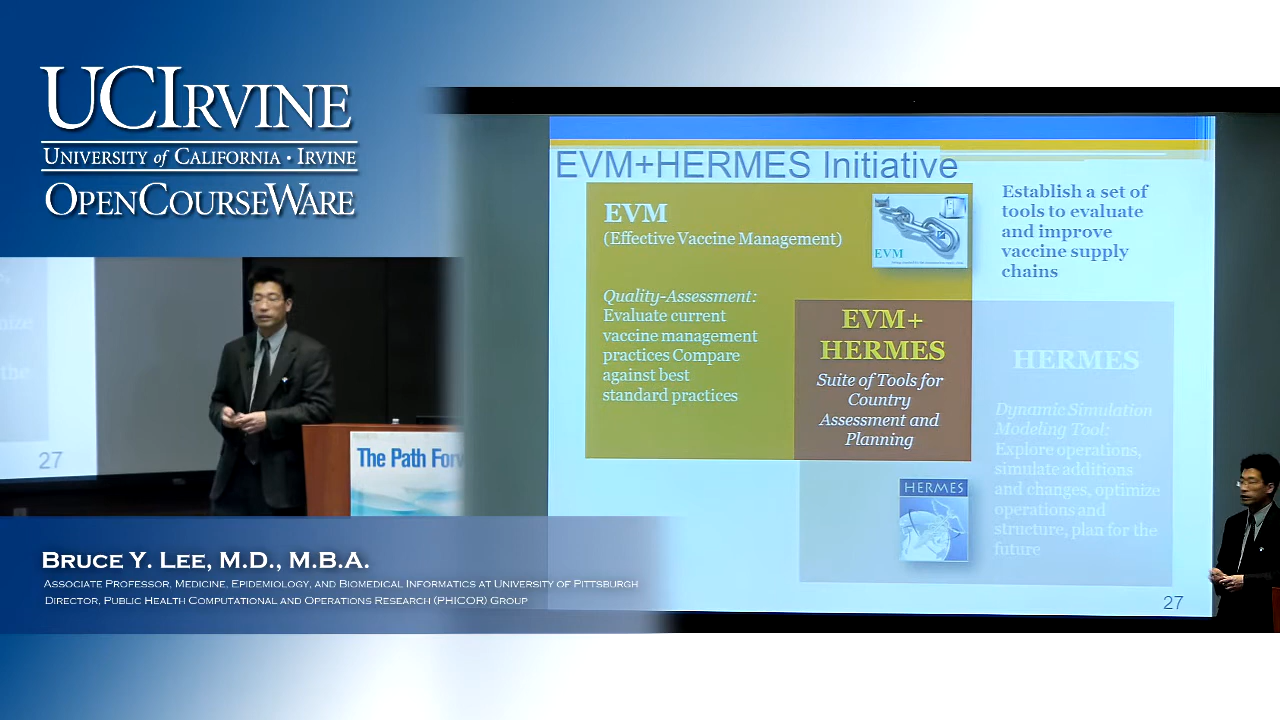 UCIRVINE
UNIVERSITY of CALIFORNIA · IRVINE
OPENCOURSEWARE
27
The Path Forw
BRUCE Y. LEE, M.D., M.B.A.
ASSOCIATE PROFESSOR, MEDICINE, EPIDEMIOLOGY, AND BIOMEDICAL INFORMATICS AT UNIVERSITY OF PITTSBURGH
DIRECTOR, PUBLIC HEALTH COMPUTATIONAL AND OPERATIONS RESEARCH (PHICOR) GROUP
EVM+HERMES Initiative
EVM
(Effective Vaccine Management)
EVM
Quality-Assessment:
Evaluate current
vaccine management
practices Compare
against best
standard practices
Establish a set of
tools to evaluate
and improve
vaccine supply
chains
EVM+
HERMES
Suite of Tools for
Country
Assessment and
Planning
HERMES
Dynamic Simulation
Modeling Tool:
Explore operations,
simulate additions
and changes, optimize
operations and
structure, plan for the
future
HERMES
27